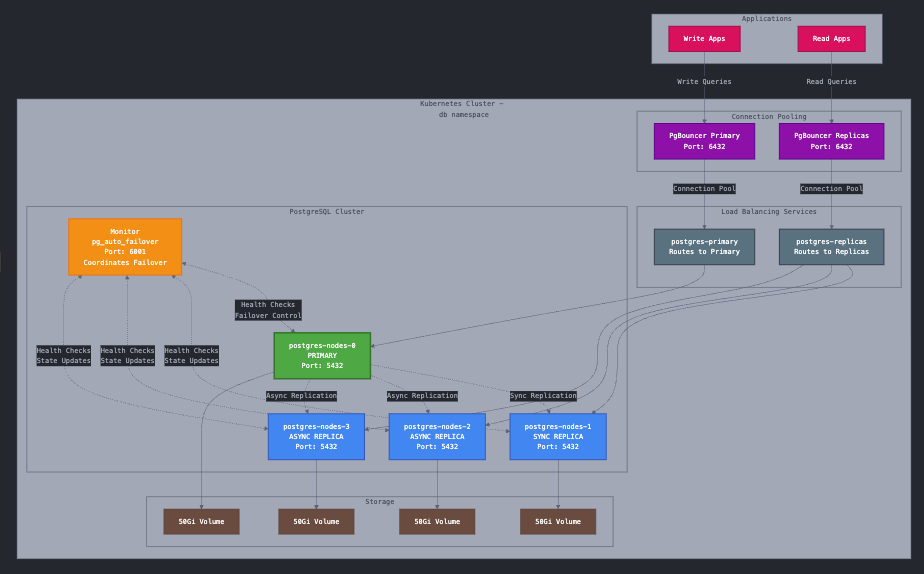 Applications
Write Apps
Read Apps
Write Queries
Read Queries
Kubernetes Cluster –
db namespace
Connection Pooling
PgBouncer Primary
Port: 6432
PgBouncer Replicas
Port: 6432
Connection Pool
Connection Pool
PostgreSQL Cluster
Load Balancing Services
Monitor
pg_auto_failover
Port: 6001
Coordinates Failover
postgres-primary
Routes to Primary
postgres-replicas
Routes to Replicas
Health Checks
Failover Control
Health Checks
State Updates
Health Checks
State Updates
Health Checks
State Updates
postgres-nodes-0
PRIMARY
Port: 5432
Async Replication
Async Replication
Sync Replication
postgres-nodes-3
ASYNC REPLICA
Port: 5432
postgres-nodes-2
ASYNC REPLICA
Port: 5432
postgres-nodes-1
SYNC REPLICA
Port: 5432
Storage
50Gi Volume
50Gi Volume
50Gi Volume
50Gi Volume